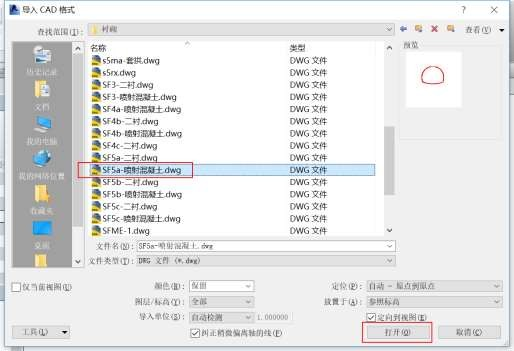 导入 CAD 格式
查找范围(I):
衬砌
查看(V)
历史记录
文档
我的电脑
我的网络位置
收藏夹
桌面
名称 类型
s5ma-套拱.dwg DWG 文件
s5rx.dwg DWG 文件
SF3-二衬.dwg DWG 文件
SF3-喷射混凝土.dwg DWG 文件
SF4a-喷射混凝土.dwg DWG 文件
SF4b-二衬.dwg DWG 文件
SF4b-喷射混凝土.dwg DWG 文件
SF4c-二衬.dwg DWG 文件
SF5a-二衬.dwg DWG 文件
SF5a-喷射混凝土.dwg DWG 文件
SF5b-二衬.dwg DWG 文件
SF5b-喷射混凝土.dwg DWG 文件
SF5c-二衬.dwg DWG 文件
SF5c-喷射混凝土.dwg DWG 文件
SFME-1.dwg DWG 文件
预览
文件名(N): SF5a-喷射混凝土.dwg
文件类型(T): DWG 文件 (*.dwg)
仅当前视图(U)
颜色(R): 保留
定位(P): 自动 - 原点到原点
图层/标高(Y): 全部
放置于(A): 参照标高
导入单位(S): 自动检测 1.000000
定向到视图(E)
纠正稍微偏离轴的线(F)
工具(L)
打开(O)
取消(C)